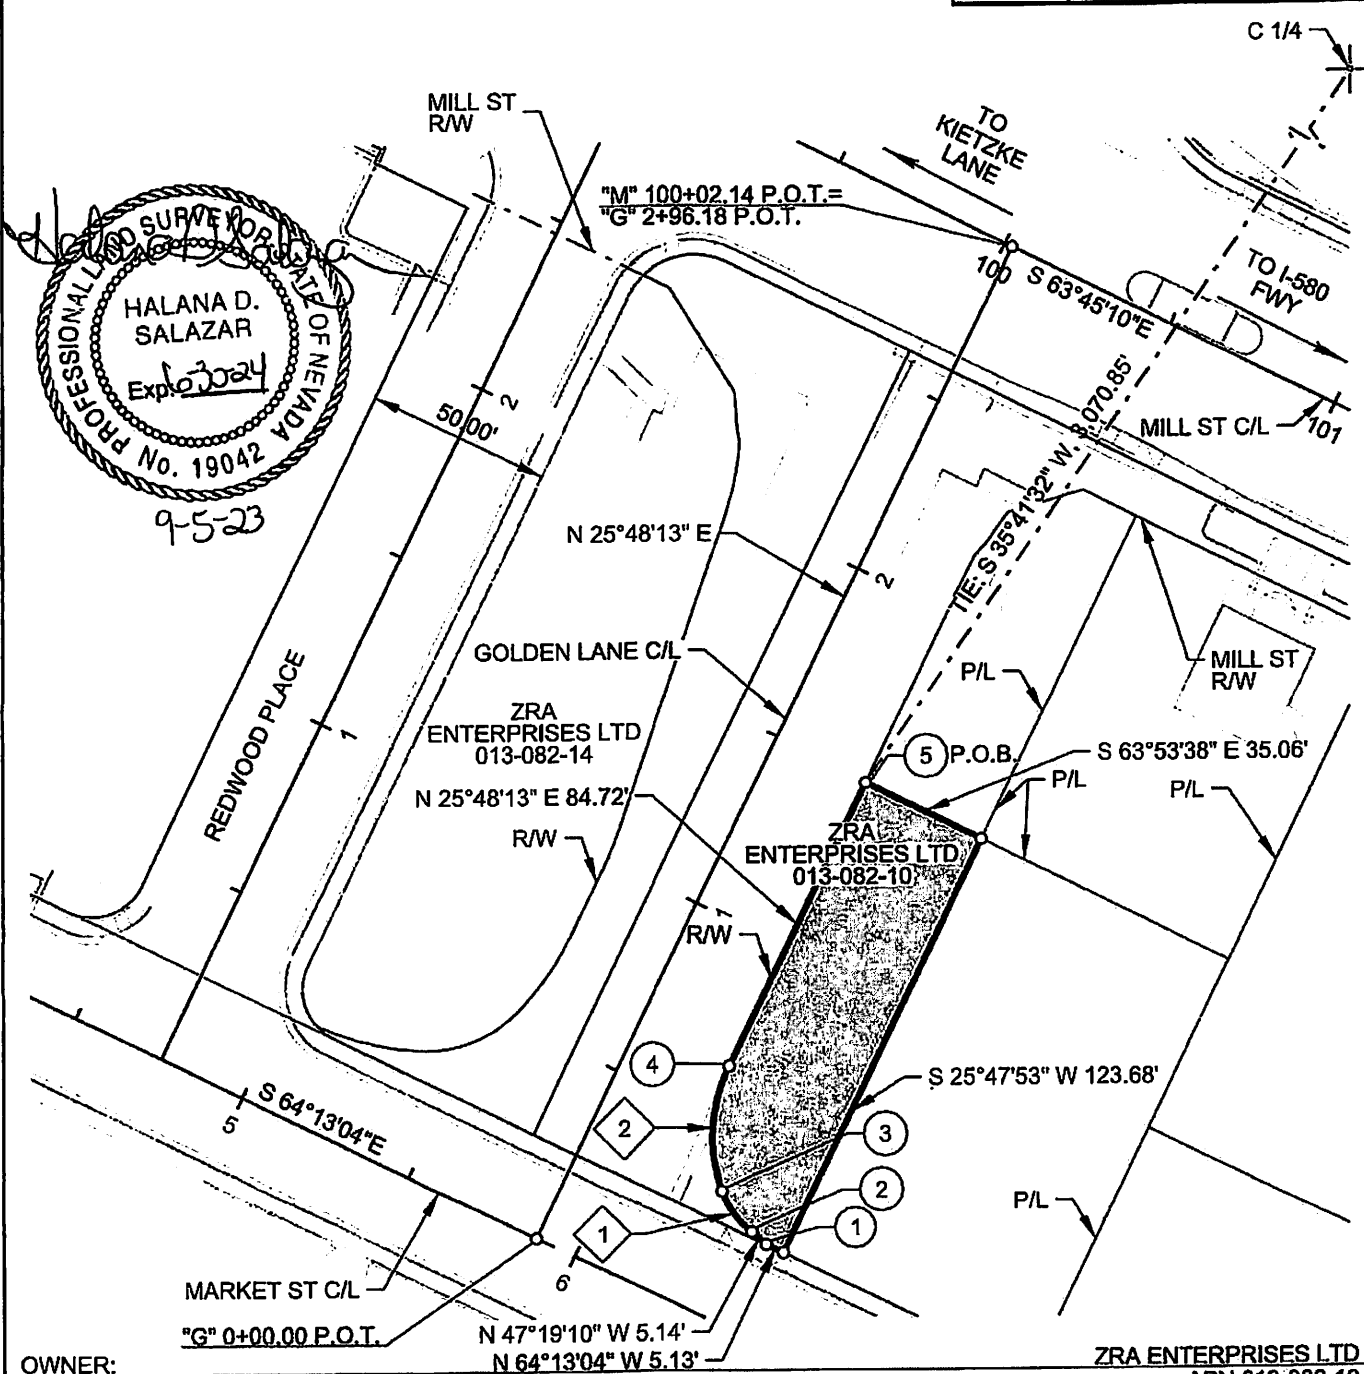 C 1/4
MILL ST
R/W
TO
KIETZKE
LANE
"M" 100+02.14 P.O.T.=
"G" 2+96.18 P.O.T.
100
S 63°45'10"E
TO I-580
FWY
PROFESSIONAL LAND SURVEYOR STATE OF NEVADA
HALANA D.
SALAZAR
Exp: 6-30-24
No. 19042
9-5-23
50.00'
2
MILL ST C/L
101
TIE: S 35°41'32" W, 3,070.85'
N 25°48'13" E
2
GOLDEN LANE C/L
P/L
MILL ST
R/W
REDWOOD PLACE
1
ZRA
ENTERPRISES LTD
013-082-14
5 P.O.B.
S 63°53'38" E 35.06'
P/L
P/L
N 25°48'13" E 84.72'
R/W
ZRA
ENTERPRISES LTD
013-082-10
1
R/W
4
S 25°47'53" W 123.68'
S 64°13'04"E
5
2
3
2
1
1
P/L
6
MARKET ST C/L
"G" 0+00.00 P.O.T.
N 47°19'10" W 5.14'
N 64°13'04" W 5.13'
OWNER:
ZRA ENTERPRISES LTD